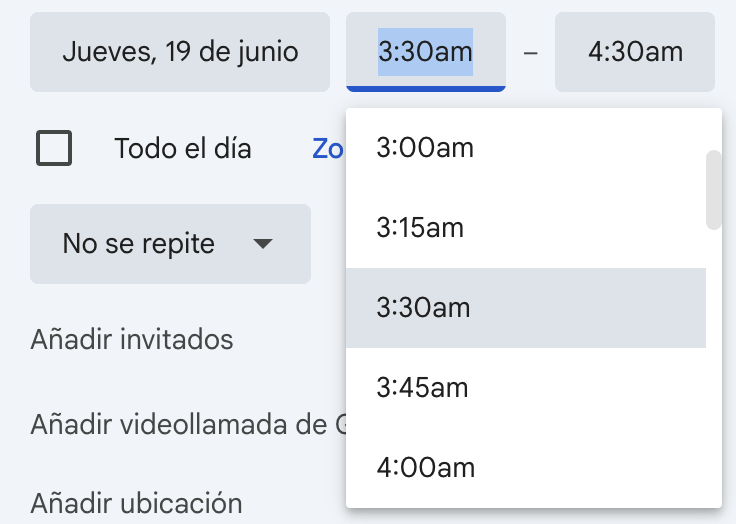 Jueves, 19 de junio 3:30am – 4:30am
Todo el día Zo
3:00am
3:15am
No se repite
3:30am
Añadir invitados
3:45am
Añadir videollamada de
4:00am
Añadir ubicación